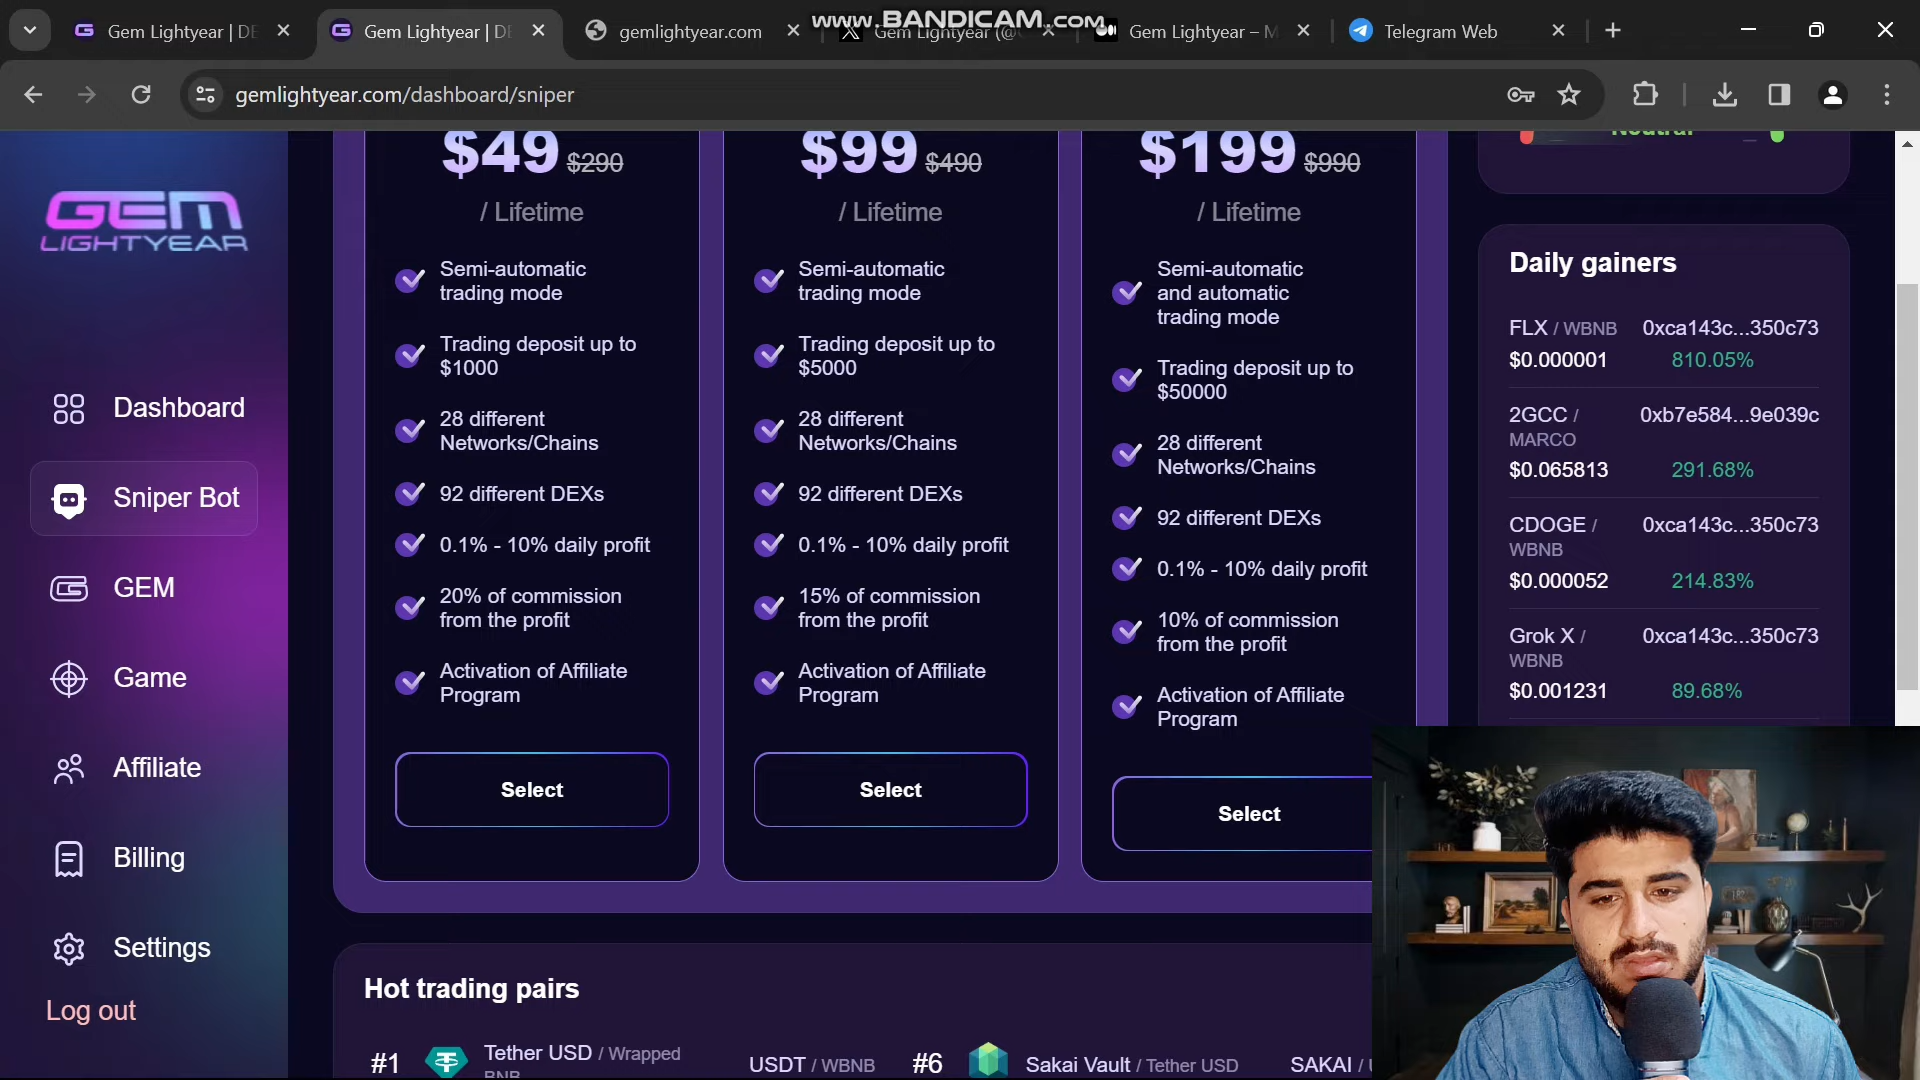 www.BANDICAM.com
Gem Lightyear | DE
Gem Lightyear | DE
gemlightyear.com
Gem Lightyear (@
Gem Lightyear – M
Telegram Web
gemlightyear.com/dashboard/sniper
GEM
LIGHTYEAR
Dashboard
Sniper Bot
GEM
Game
Affiliate
Billing
Settings
Log out
$49 $290
/ Lifetime
Semi-automatic
trading mode
Trading deposit up to
$1000
28 different
Networks/Chains
92 different DEXs
0.1% - 10% daily profit
20% of commission
from the profit
Activation of Affiliate
Program
Select
$99 $490
/ Lifetime
Semi-automatic
trading mode
Trading deposit up to
$5000
28 different
Networks/Chains
92 different DEXs
0.1% - 10% daily profit
15% of commission
from the profit
Activation of Affiliate
Program
Select
$199 $990
/ Lifetime
Semi-automatic
and automatic
trading mode
Trading deposit up to
$50000
28 different
Networks/Chains
92 different DEXs
0.1% - 10% daily profit
10% of commission
from the profit
Activation of Affiliate
Program
Select
Neutral
Daily gainers
FLX / WBNB 0xca143c...350c73
$0.000001 810.05%
2GCC / 0xb7e584...9e039c
MARCO
$0.065813 291.68%
CDOGE / 0xca143c...350c73
WBNB
$0.000052 214.83%
Grok X / 0xca143c...350c73
WBNB
$0.001231 89.68%
Hot trading pairs
#1 Tether USD / Wrapped
BNB
USDT / WBNB
#6 Sakai Vault / Tether USD
SAKAI /